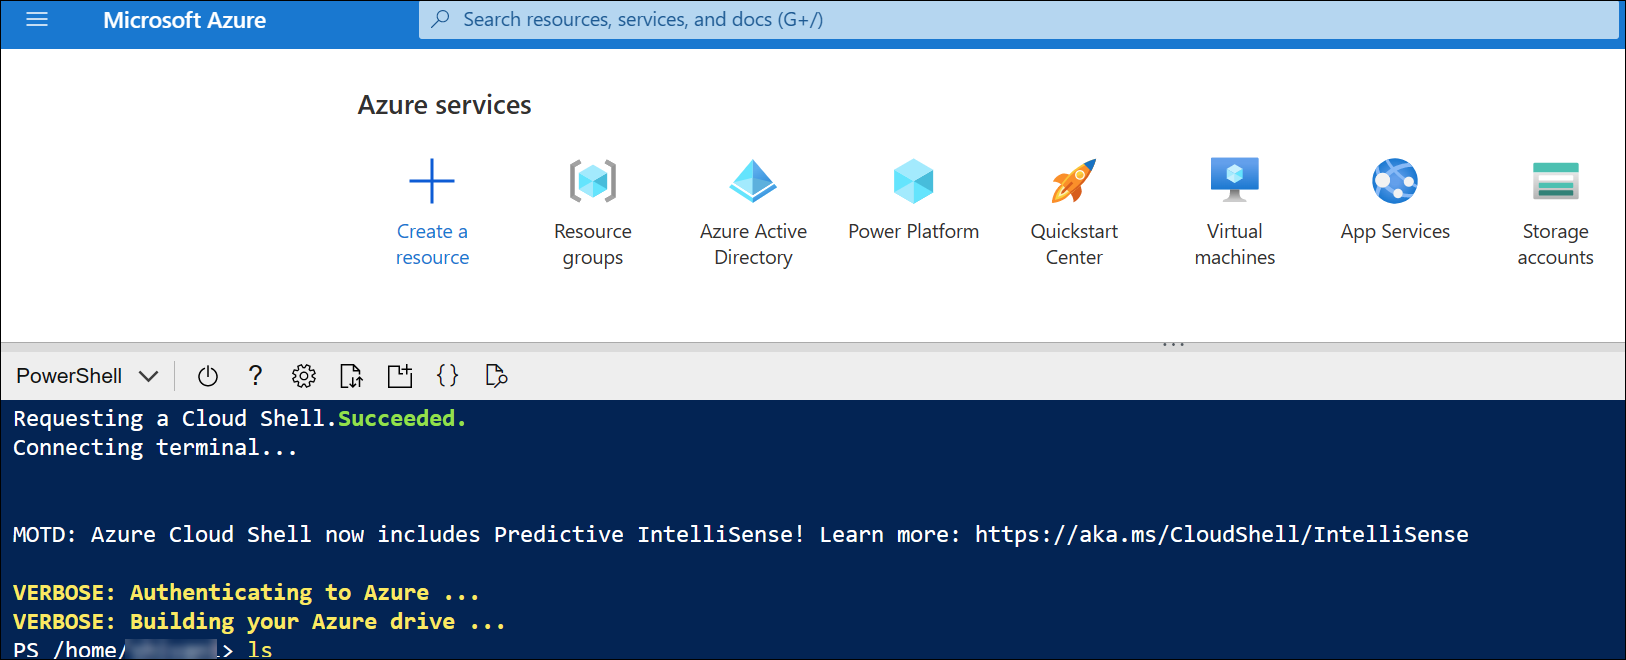 Microsoft Azure
Search resources, services, and docs (G+/)
Azure services
Create a resource
Resource groups
Azure Active Directory
Power Platform
Quickstart Center
Virtual machines
App Services
Storage accounts
PowerShell
Requesting a Cloud Shell.Succeeded.
Connecting terminal...
MOTD: Azure Cloud Shell now includes Predictive IntelliSense! Learn more: https://aka.ms/CloudShell/IntelliSense
VERBOSE: Authenticating to Azure ...
VERBOSE: Building your Azure drive ...
PS /home/> ls